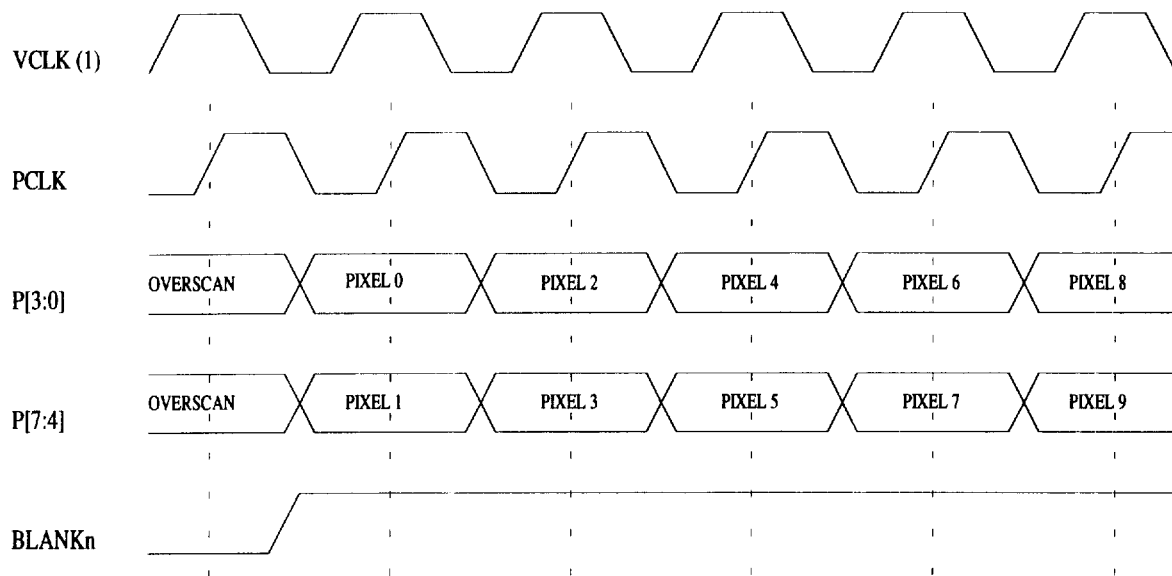 VCLK (1)
PCLK
P[3:0]
OVERSCAN PIXEL 0 PIXEL 2 PIXEL 4 PIXEL 6 PIXEL 8
P[7:4]
OVERSCAN PIXEL 1 PIXEL 3 PIXEL 5 PIXEL 7 PIXEL 9
BLANKn